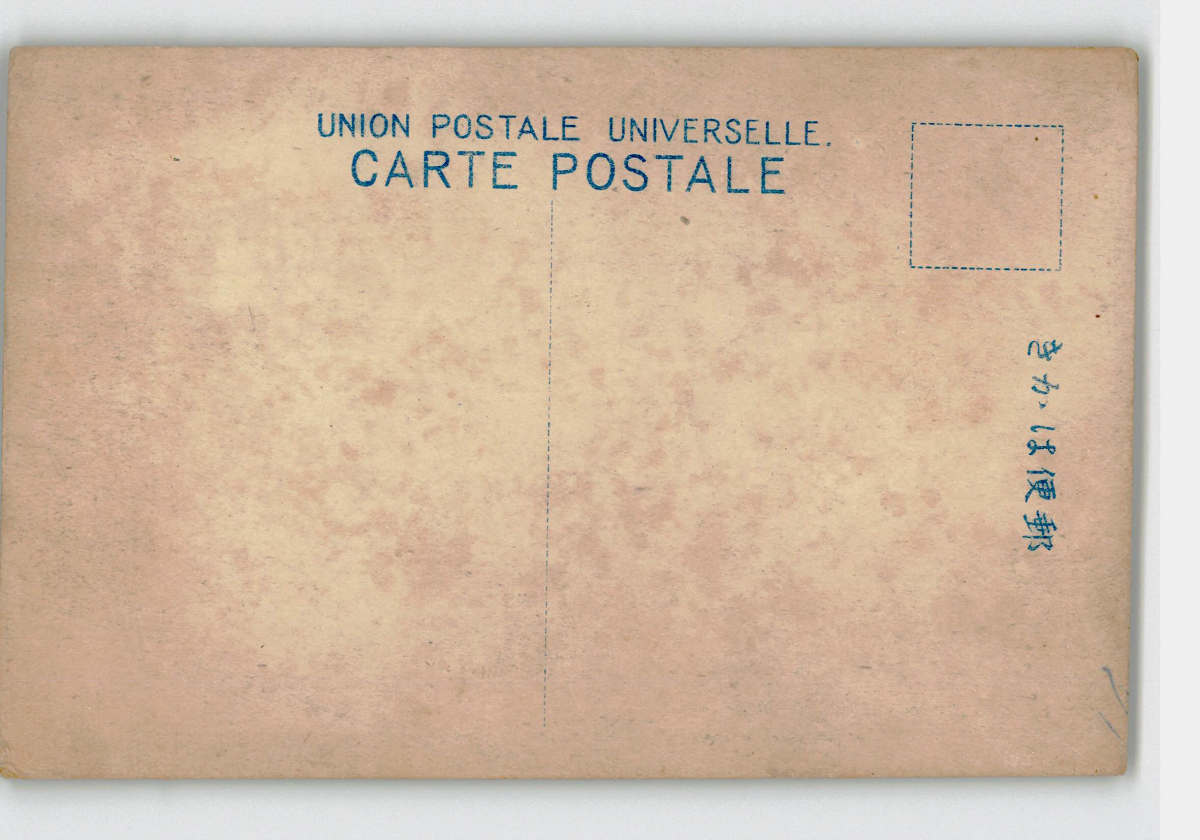 UNION POSTALE UNIVERSELLE.
CARTE POSTALE
郵便はがき